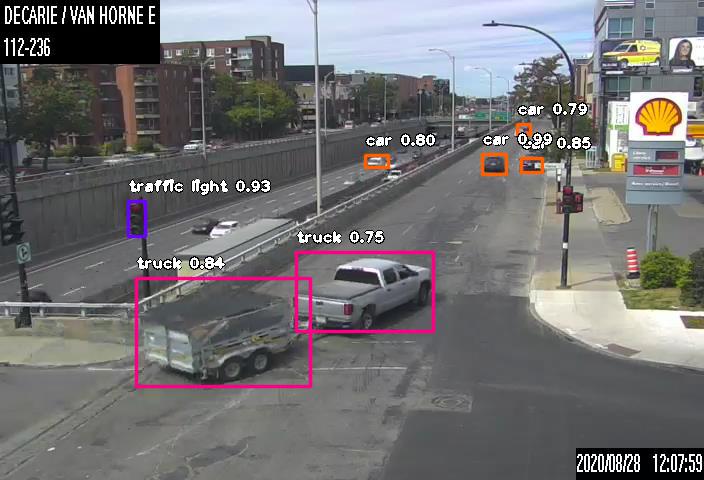 DECARIE / VAN HORNE E
112-236
car 0.79
car 0.80
car 0.99
car 0.85
traffic light 0.93
truck 0.75
truck 0.84
2020/08/28 12:07:59